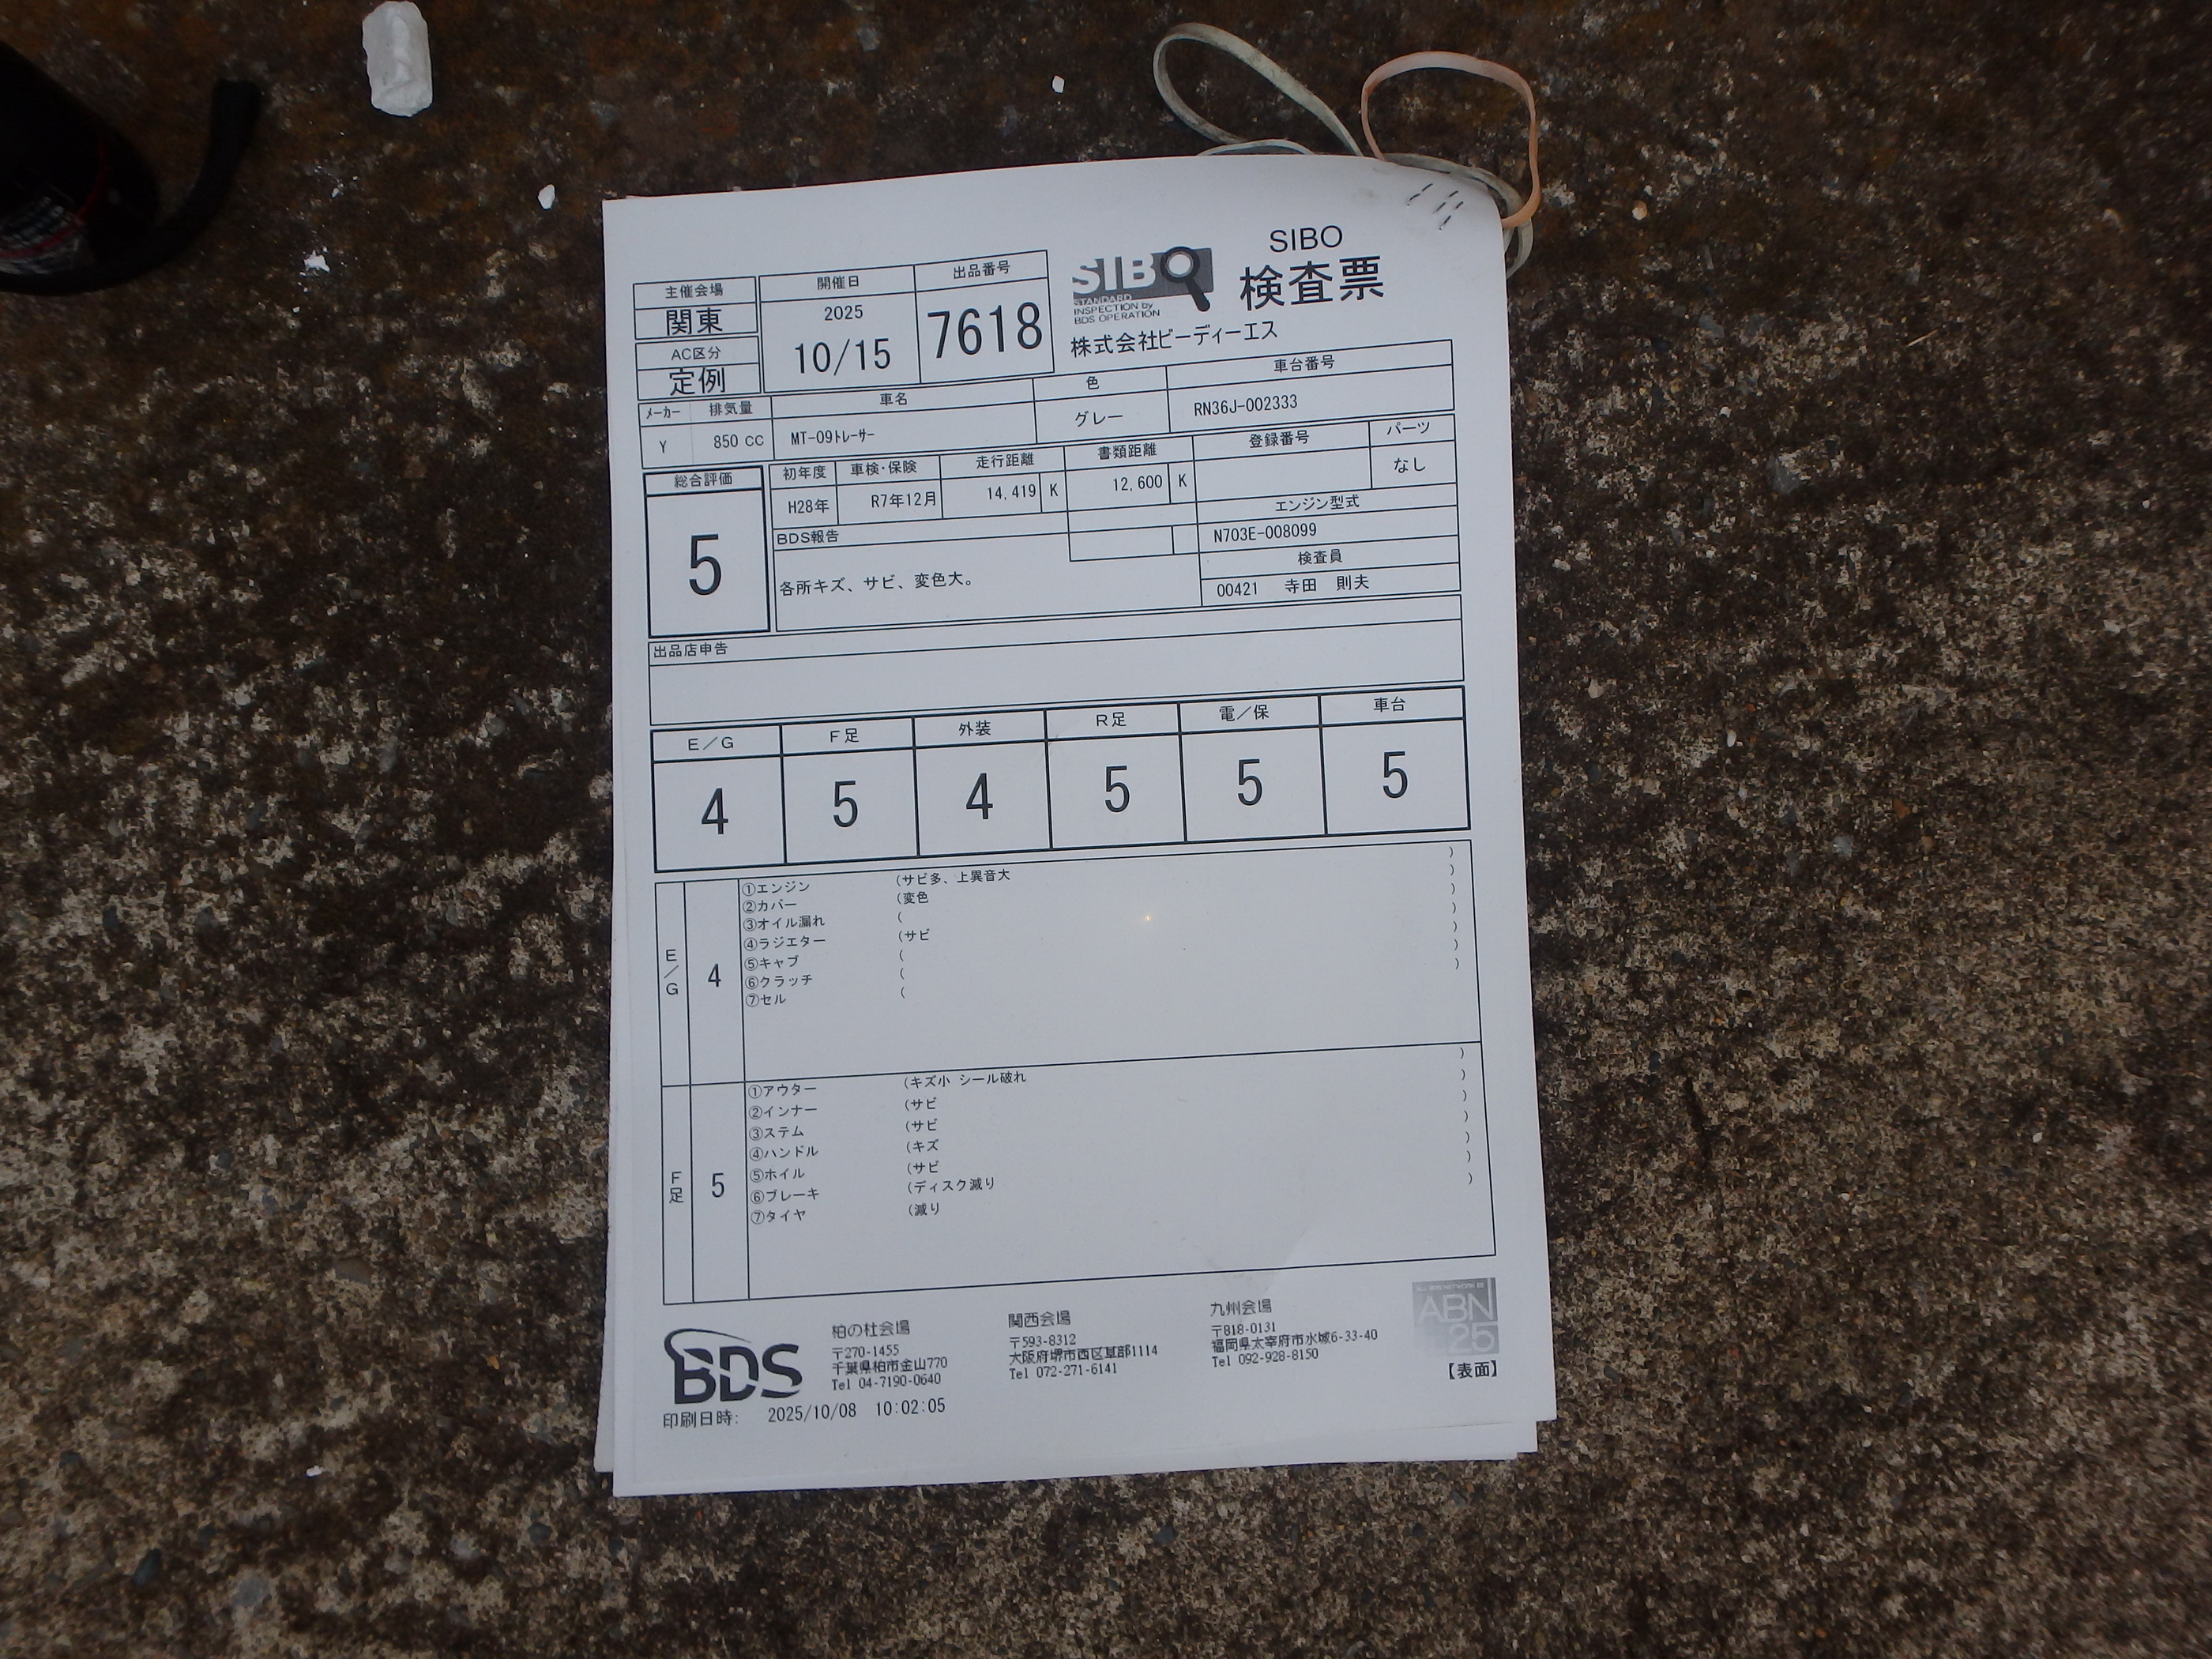 SIBO
STANDARD
INSPECTION by
BDS OPERATION
SIBO
検査票
株式会社ビーディーエス
主催会場
関東
AC区分
定例
開催日
2025
10/15
出品番号
7618
メーカー 排気量 車名 色 車台番号
Y 850 CC MT-09トレーサー グレー RN36J-002333
総合評価
5
初年度 車検・保険 走行距離 書類距離 登録番号 パーツ
H28年 R7年12月 14,419 K 12,600 K なし
エンジン型式
N703E-008099
検査員
00421 寺田 則夫
BDS報告
各所キズ、サビ、変色大。
出品店申告
E/G F足 外装 R足 電/保 車台
4 5 4 5 5 5
E/G 4
①エンジン (サビ多、上異音大 )
②カバー (変色 )
③オイル漏れ ( )
④ラジエター (サビ )
⑤キャブ ( )
⑥クラッチ ( )
⑦セル ( )
F足 5
①アウター (キズ小 シール破れ )
②インナー (サビ )
③ステム (サビ )
④ハンドル (キズ )
⑤ホイル (サビ )
⑥ブレーキ (ディスク減り )
⑦タイヤ (減り )
BDS
柏の杜会場
〒270-1455
千葉県柏市金山770
Tel 04-7190-0640
関西会場
〒593-8312
大阪府堺市西区草部1114
Tel 072-271-6141
九州会場
〒818-0131
福岡県太宰府市水城6-33-40
Tel 092-928-8150
ABN
25
【表面】
印刷日時: 2025/10/08 10:02:05